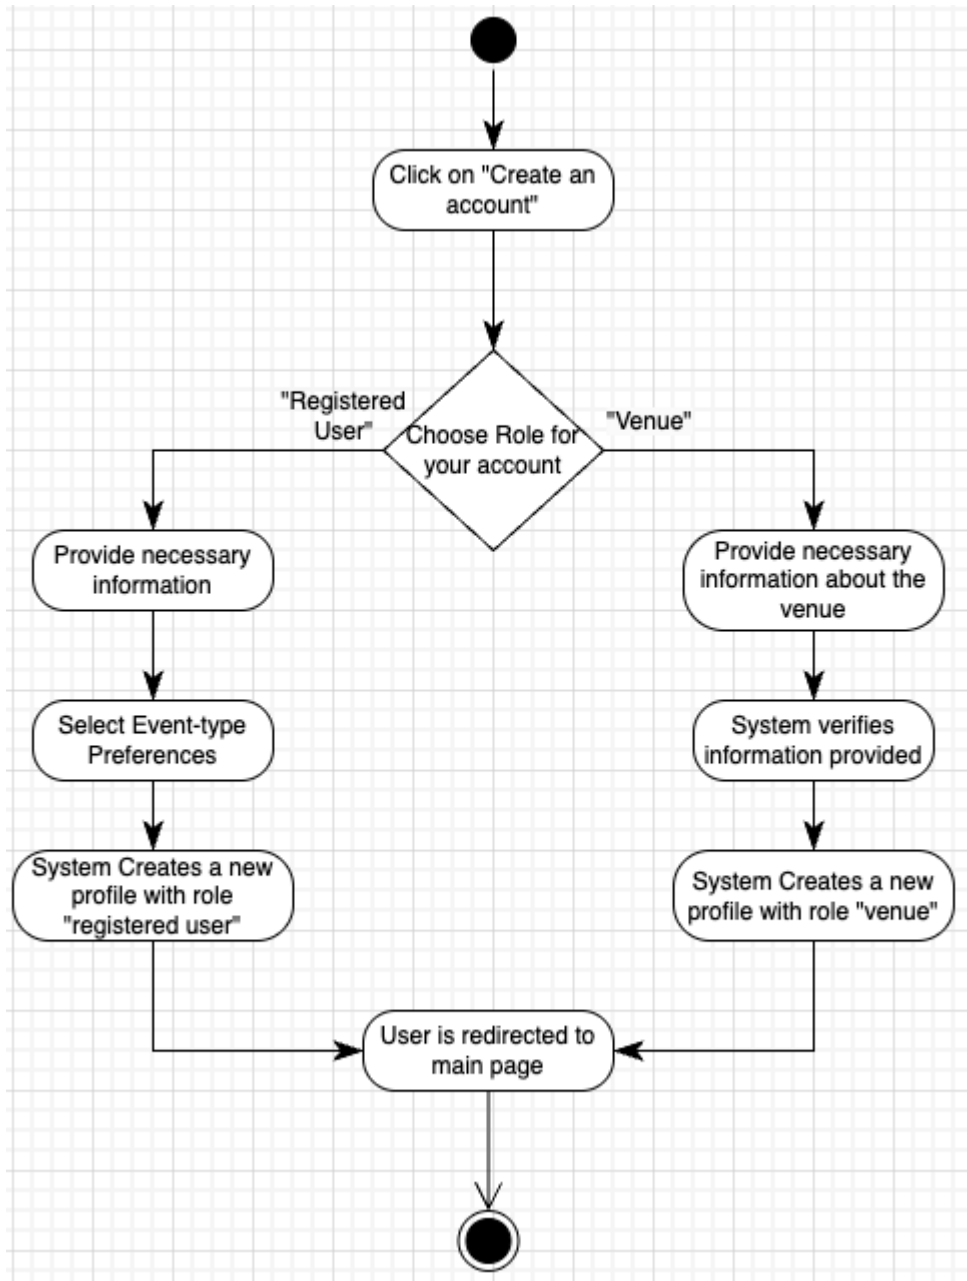 Click on "Create an
account"
"Registered
User"
Choose Role for
your account
"Venue"
Provide necessary
information
Provide necessary
information about the
venue
Select Event-type
Preferences
System verifies
information provided
System Creates a new
profile with role
"registered user"
System Creates a new
profile with role "venue"
User is redirected to
main page